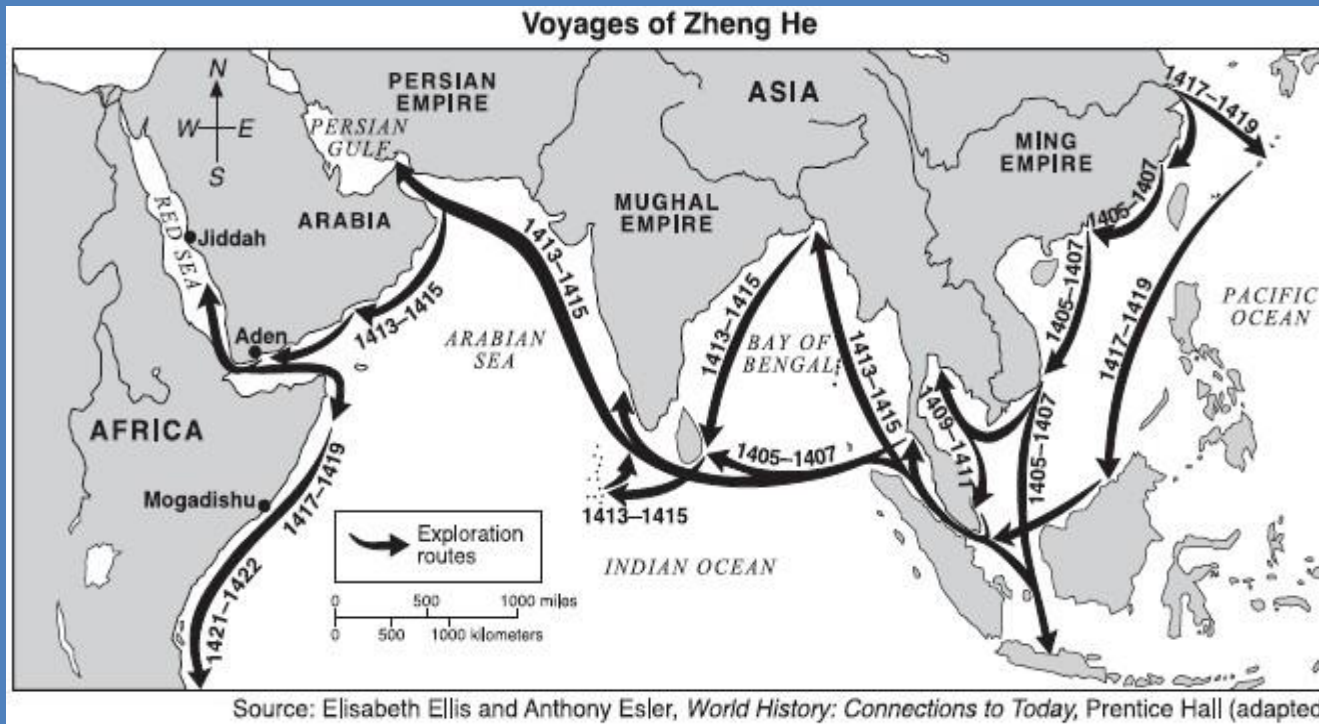 Voyages of Zheng He
N
W E
S
PERSIAN
EMPIRE
PERSIAN
GULF
ASIA
MING
EMPIRE
1417–1419
1405–1407
RED SEA
Jiddah
ARABIA
MUGHAL
EMPIRE
1413–1415
1413–1415
Aden
ARABIAN
SEA
1413–1415
BAY OF
BENGAL
1413–1415
1405–1407
1417–1419
PACIFIC
OCEAN
AFRICA
1409–1411
1405–1407
1405–1407
Mogadishu
1417–1419
1413–1415
INDIAN OCEAN
1421–1422
Exploration
routes
0 500 1000 miles
0 500 1000 kilometers
Source: Elisabeth Ellis and Anthony Esler, World History: Connections to Today, Prentice Hall (adapted